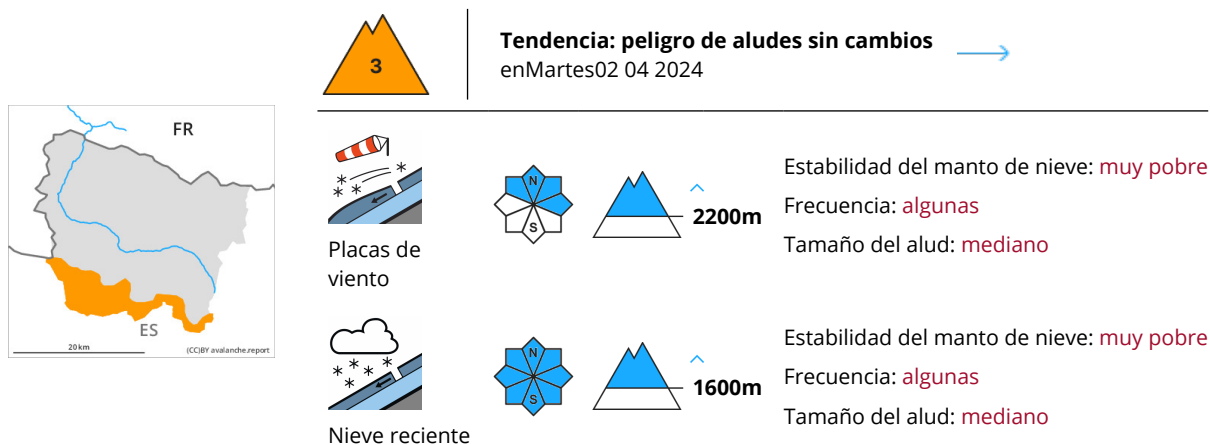 3
Tendencia: peligro de aludes sin cambios
enMartes02 04 2024
FR
ES
20 km
(CC)BY avalanche.report
Placas de
viento
N
S
2200m
Estabilidad del manto de nieve: muy pobre
Frecuencia: algunas
Tamaño del alud: mediano
Nieve reciente
N
S
1600m
Estabilidad del manto de nieve: muy pobre
Frecuencia: algunas
Tamaño del alud: mediano